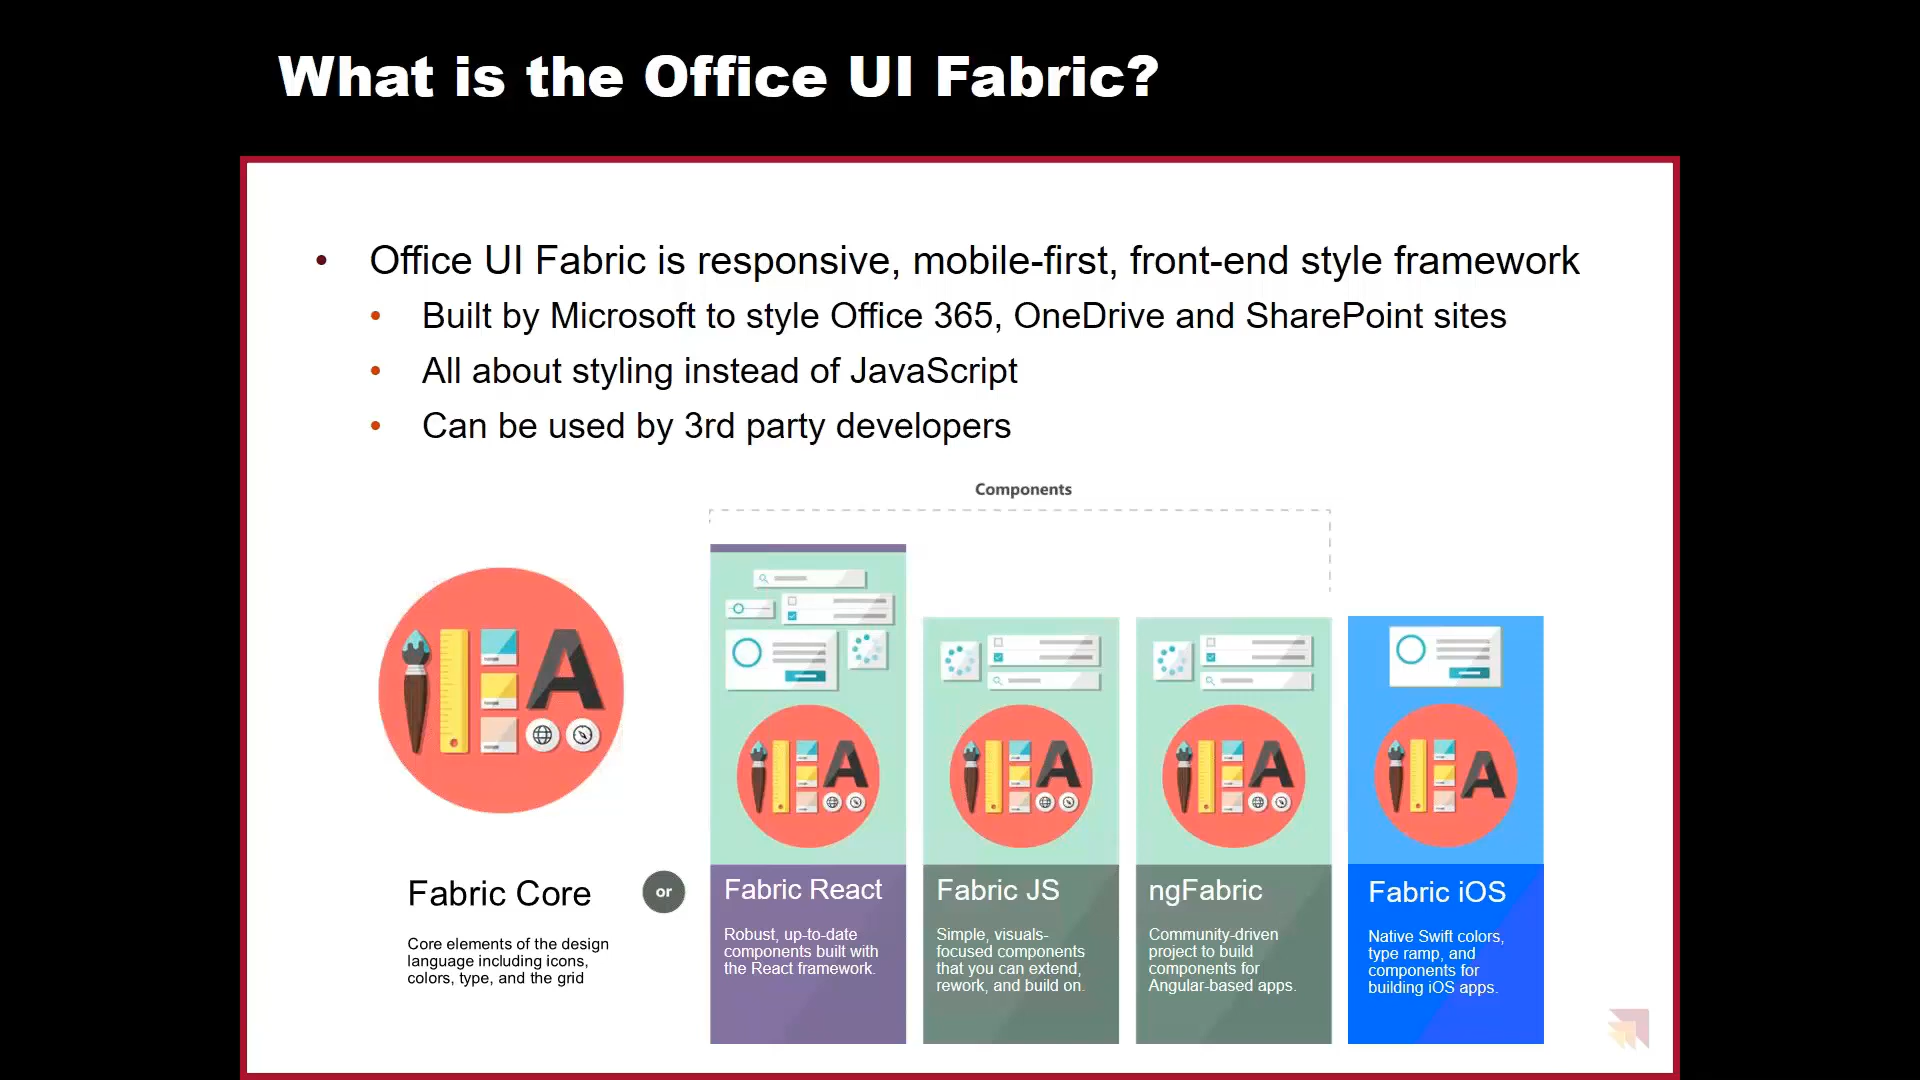 What is the Office UI Fabric?
• Office UI Fabric is responsive, mobile-first, front-end style framework
• Built by Microsoft to style Office 365, OneDrive and SharePoint sites
• All about styling instead of JavaScript
• Can be used by 3rd party developers
Components
Fabric Core
Core elements of the design
language including icons,
colors, type, and the grid
or
Fabric React
Robust, up-to-date
components built with
the React framework.
Fabric JS
Simple, visuals-
focused components
that you can extend,
rework, and build on.
ngFabric
Community-driven
project to build
components for
Angular-based apps.
Fabric iOS
Native Swift colors,
type ramp, and
components for
building iOS apps.